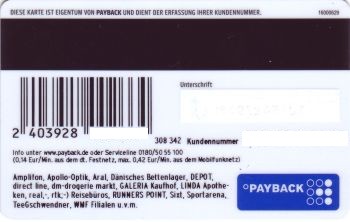 DIESE KARTE IST EIGENTUM VON PAYBACK UND DIENT DER ERFASSUNG IHRER KUNDENNUMMER.
16000629
Unterschrift
2 403928
308 342 Kundennummer
Info unter www.payback.de oder Serviceline 0180/50 55 100
(0,14 Eur/Min. aus dem dt. Festnetz, max. 0,42 Eur/Min. aus dem Mobilfunknetz)
Amplifon, Apollo-Optik, Aral, Dänisches Bettenlager, DEPOT,
direct line, dm-drogerie markt, GALERIA Kaufhof, LINDA Apothe-
ken, real,-, rtk,-) Reisebüros, RUNNERS POINT, Sixt, Sportarena,
TeeGschwendner, WMF Filialen u.v.m.
PAYBACK